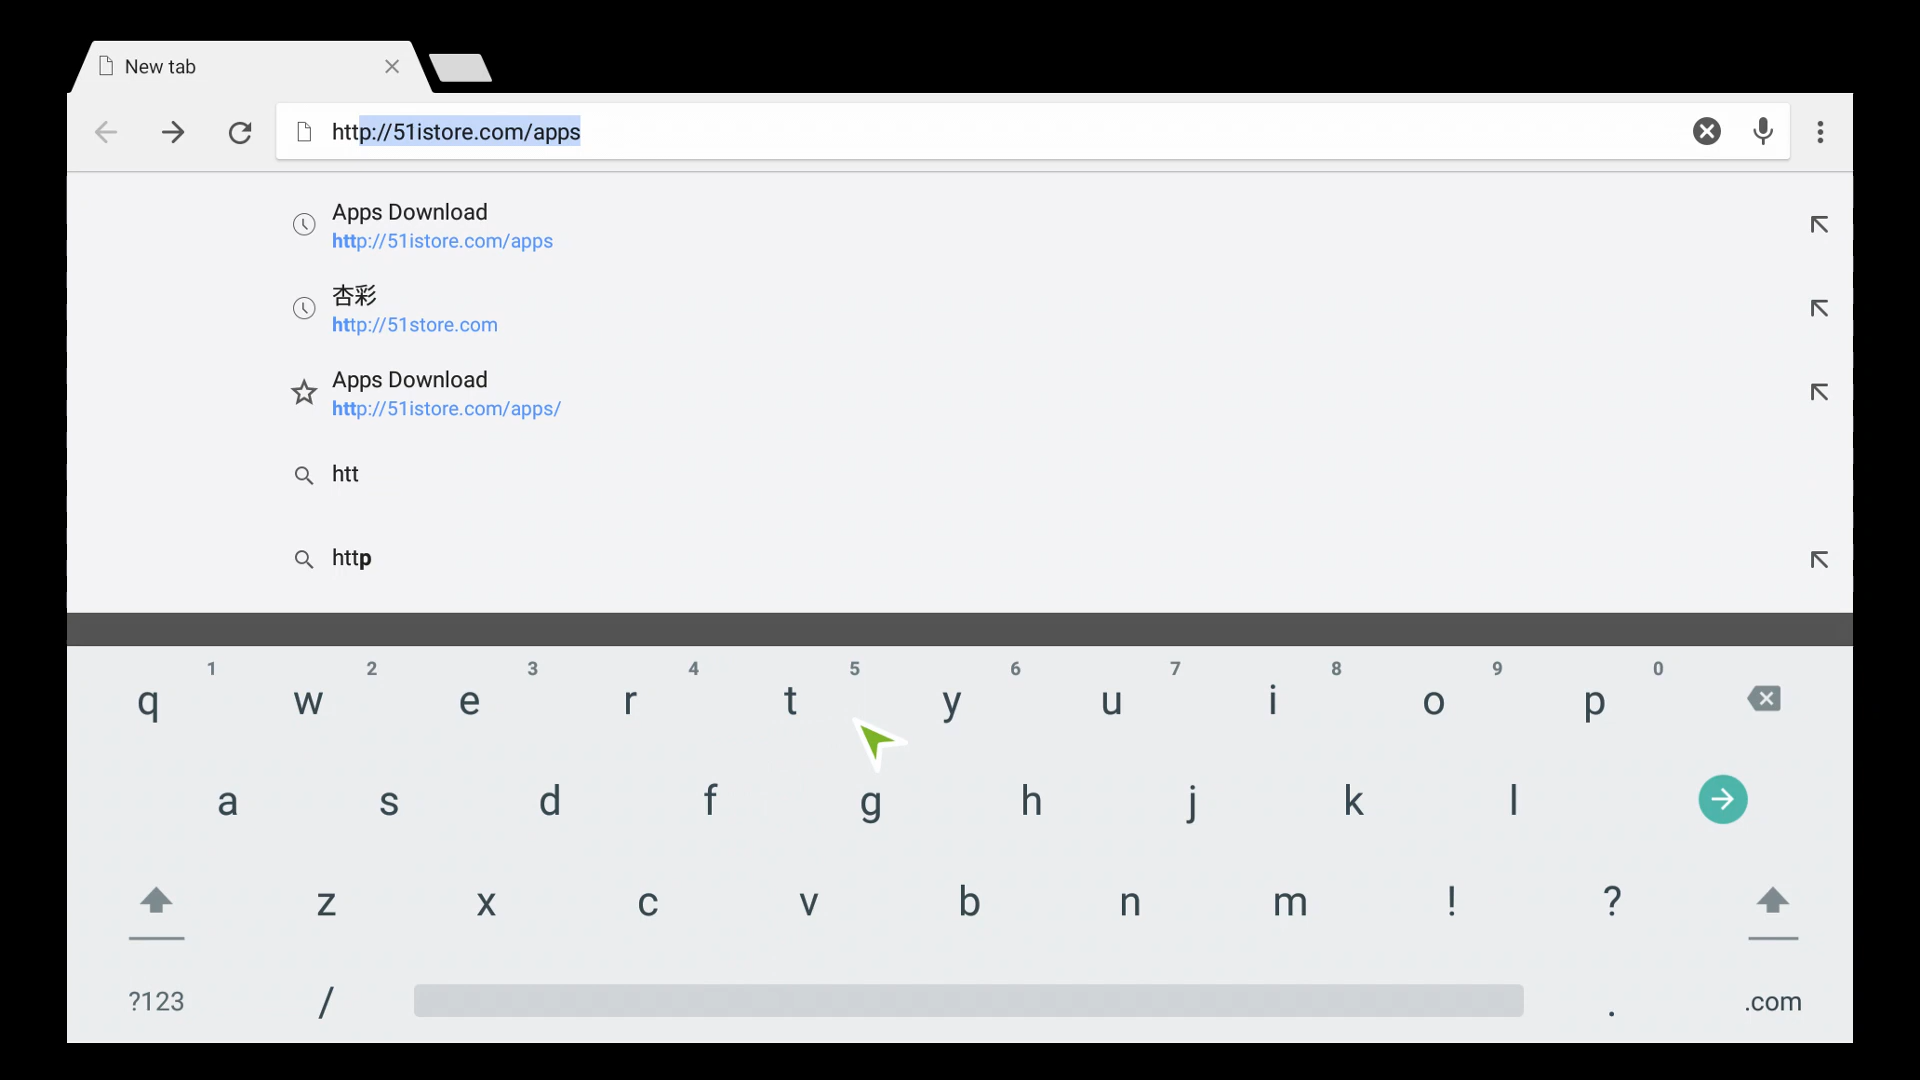 New tab
http://51istore.com/apps
Apps Download
http://51istore.com/apps
杏彩
http://51store.com
Apps Download
http://51istore.com/apps/
htt
http
1 2 3 4 5 6 7 8 9 0
q w e r t y u i o p
a s d f g h j k l
z x c v b n m ! ?
?123 / . .com